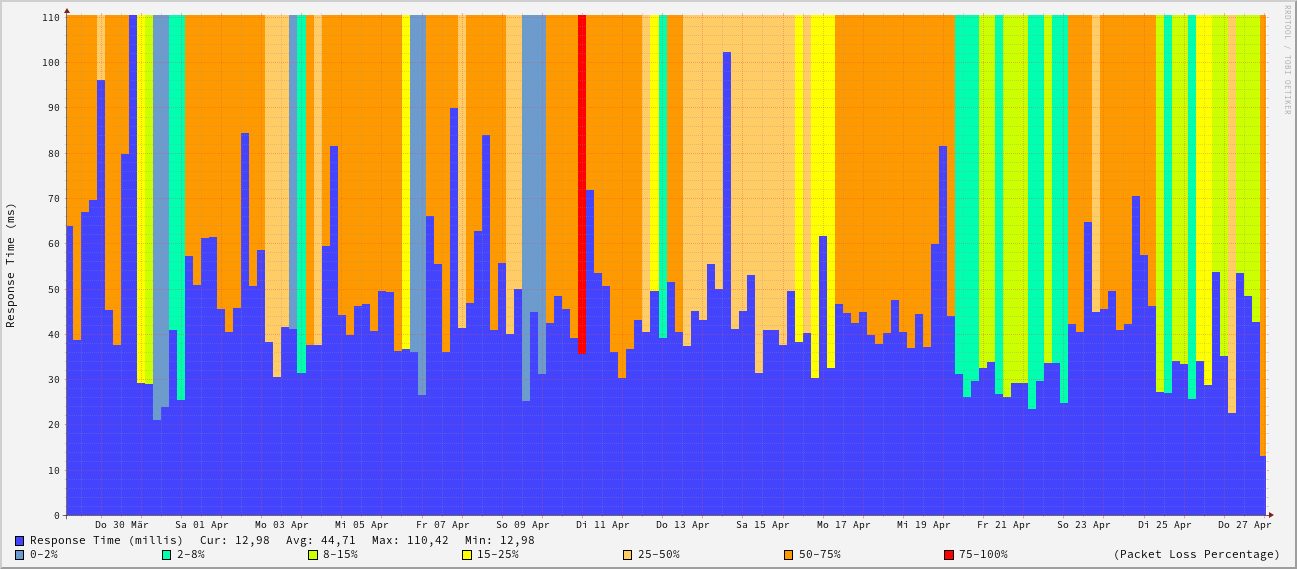 RRDTOOL / TOBI OETIKER
Response Time (ms)
110
100
90
80
70
60
50
40
30
20
10
0
Do 30 Mär Sa 01 Apr Mo 03 Apr Mi 05 Apr Fr 07 Apr So 09 Apr Di 11 Apr Do 13 Apr Sa 15 Apr Mo 17 Apr Mi 19 Apr Fr 21 Apr So 23 Apr Di 25 Apr Do 27 Apr
Response Time (millis) Cur: 12,98 Avg: 44,71 Max: 110,42 Min: 12,98
0-2% 2-8% 8-15% 15-25% 25-50% 50-75% 75-100% (Packet Loss Percentage)